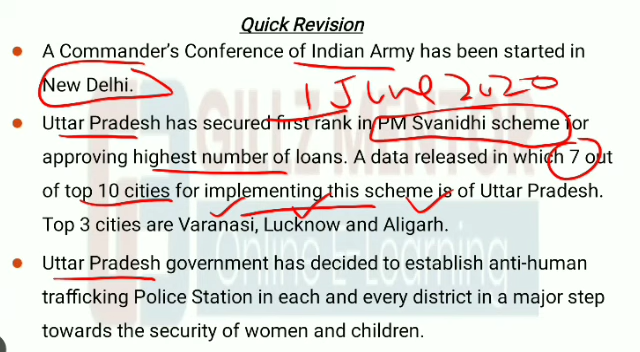 Quick Revision
A Commander's Conference of Indian Army has been started in
New Delhi.
1 June 2020
Uttar Pradesh has secured first rank in PM Svanidhi scheme for
approving highest number of loans. A data released in which 7 out
of top 10 cities for implementing this scheme is of Uttar Pradesh.
Top 3 cities are Varanasi, Lucknow and Aligarh.
Uttar Pradesh government has decided to establish anti-human
trafficking Police Station in each and every district in a major step
towards the security of women and children.
GILLZ MENTOR
Online E-Learning